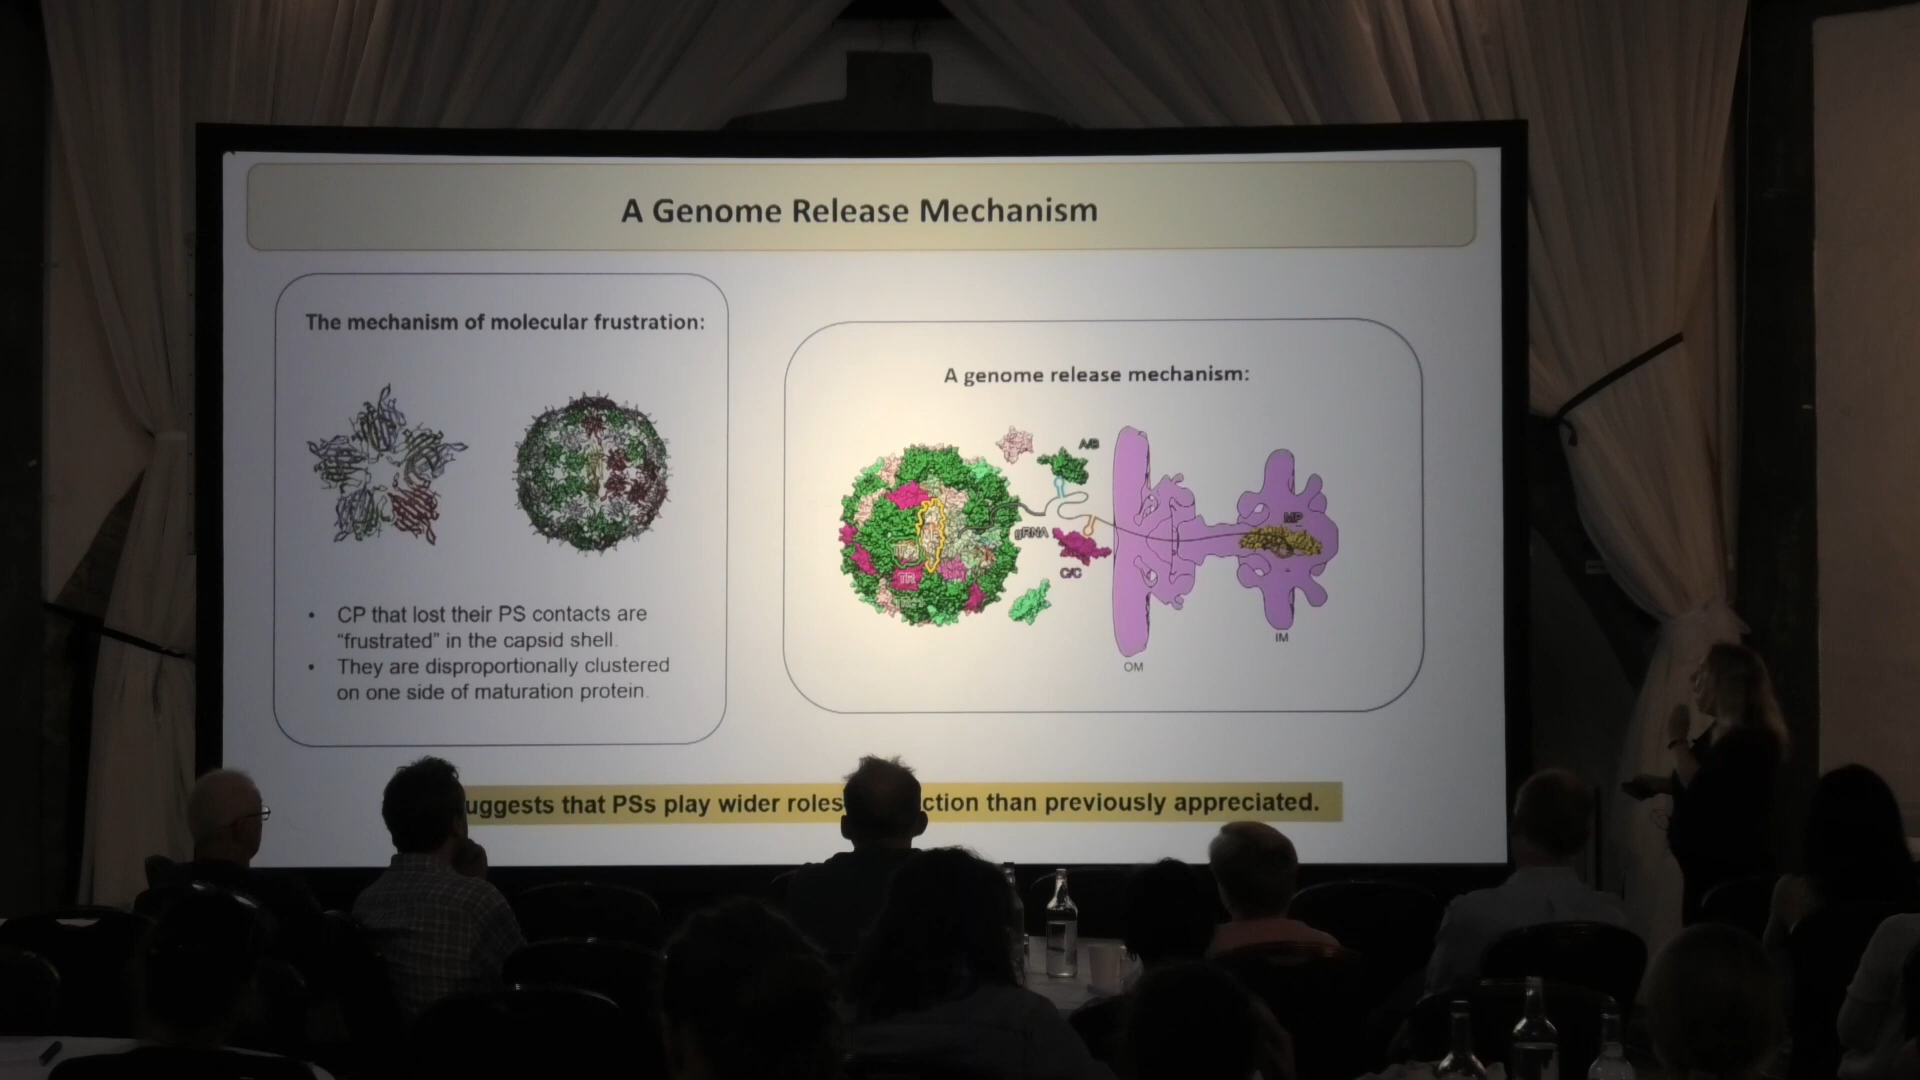 A Genome Release Mechanism
The mechanism of molecular frustration:
• CP that lost their PS contacts are
“frustrated” in the capsid shell.
• They are disproportionally clustered
on one side of maturation protein.
A genome release mechanism:
A/B
gRNA
MP
TR
C/C
MP
OM
IM
uggests that PSs play wider roles ction than previously appreciated.